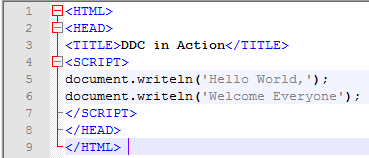 1 <HTML>
2 <HEAD>
3 <TITLE>DDC in Action</TITLE>
4 <SCRIPT>
5 document.writeln('Hello World,');
6 document.writeln('Welcome Everyone');
7 </SCRIPT>
8 </HEAD>
9 </HTML>